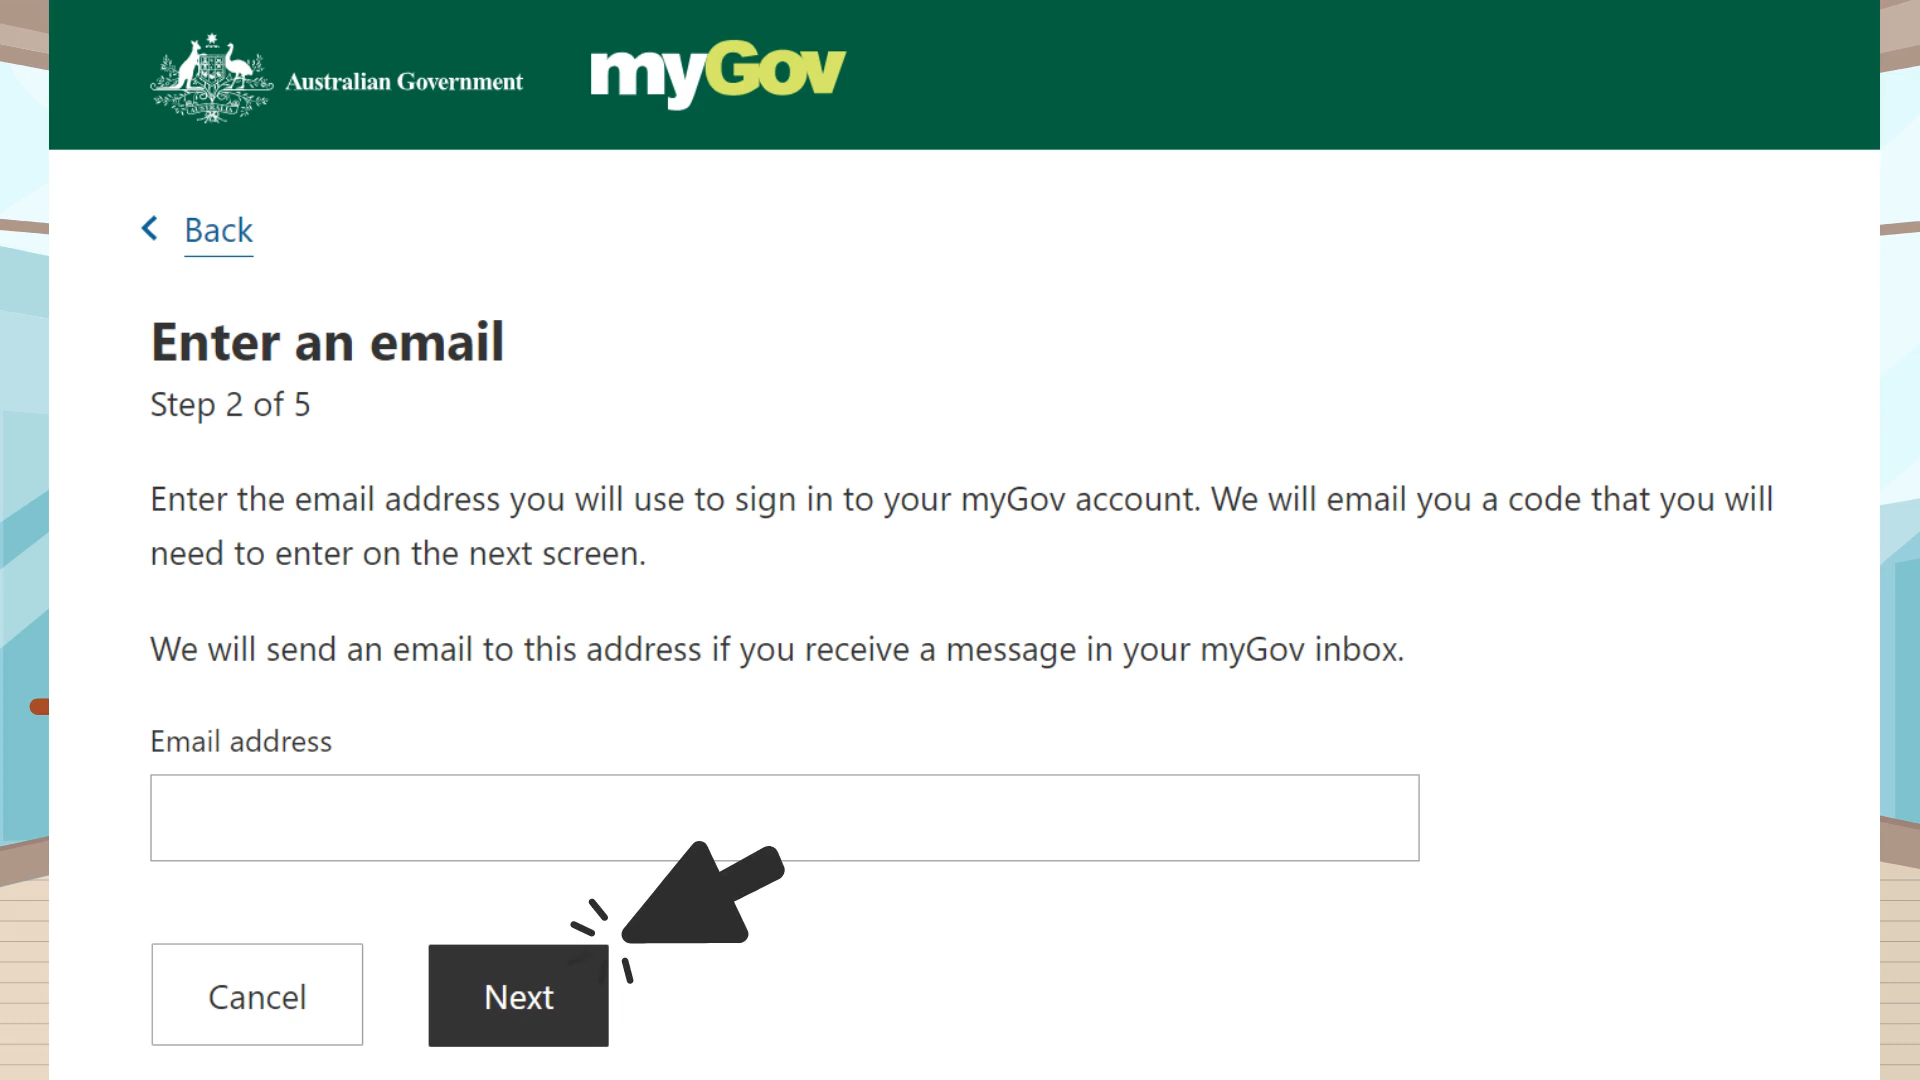 Australian Government
myGov
Back
Enter an email
Step 2 of 5
Enter the email address you will use to sign in to your myGov account. We will email you a code that you will
need to enter on the next screen.
We will send an email to this address if you receive a message in your myGov inbox.
Email address
Cancel
Next